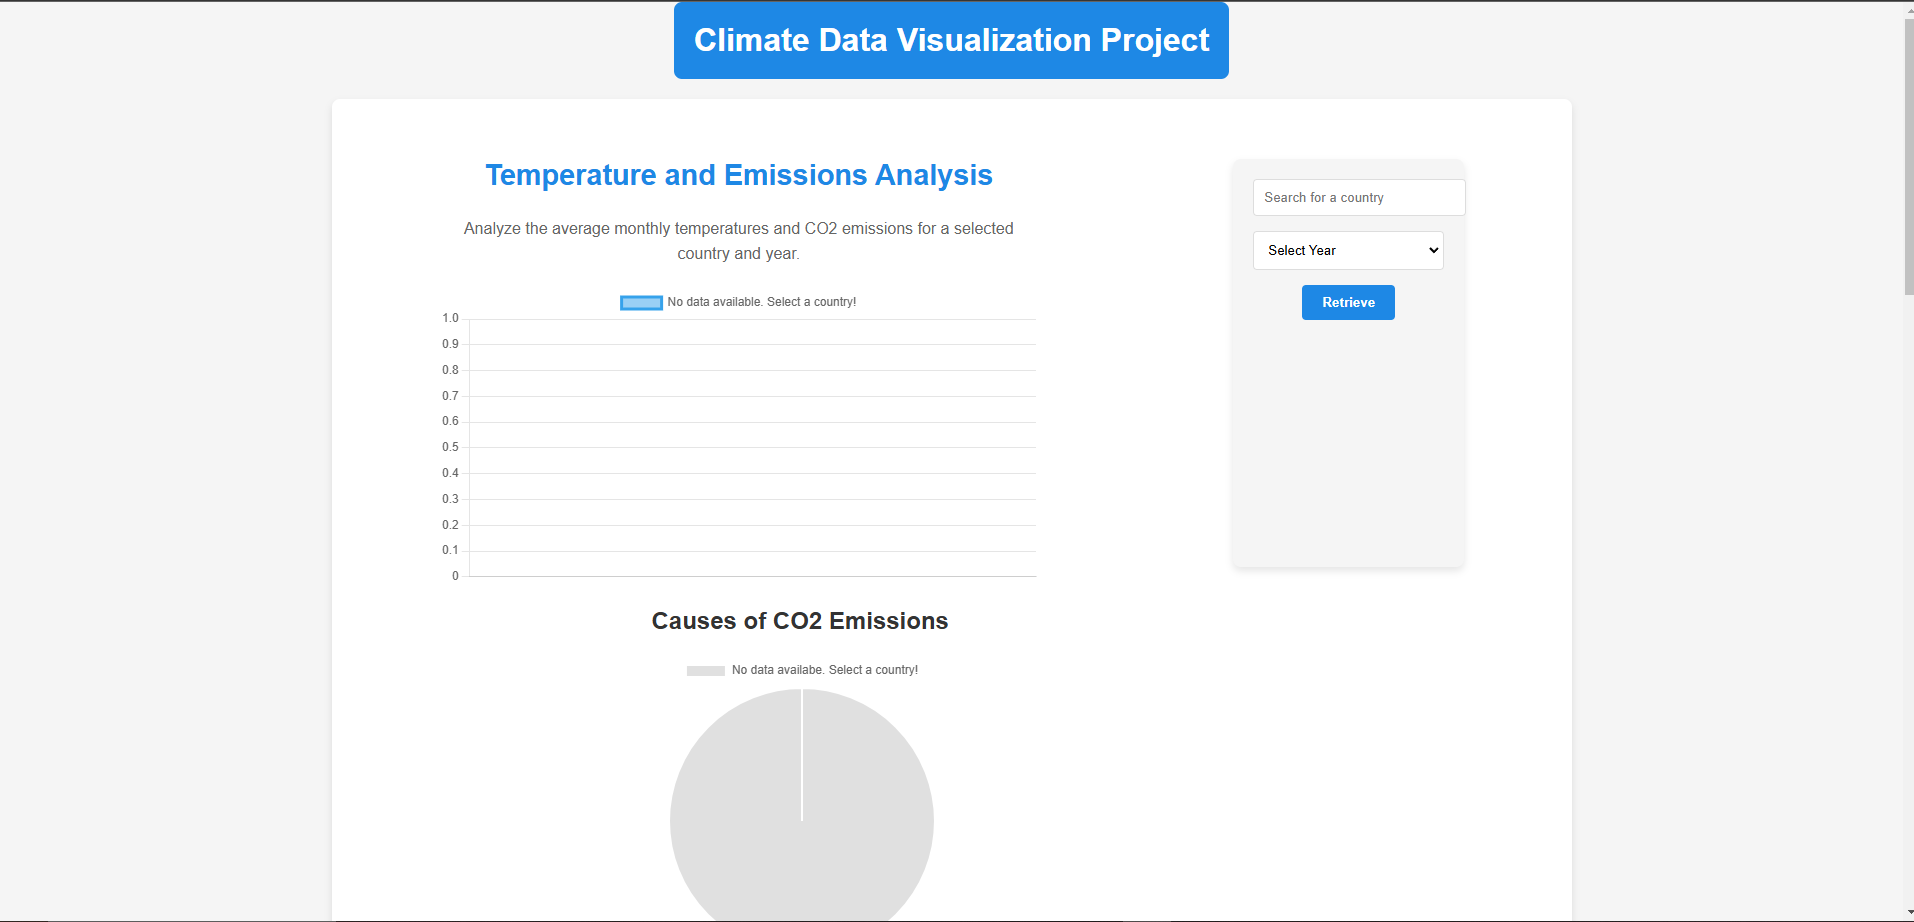 Climate Data Visualization Project
Temperature and Emissions Analysis
Analyze the average monthly temperatures and CO2 emissions for a selected
country and year.
No data available. Select a country!
1.0
0.9
0.8
0.7
0.6
0.5
0.4
0.3
0.2
0.1
0
Search for a country
Select Year
Retrieve
Causes of CO2 Emissions
No data availabe. Select a country!